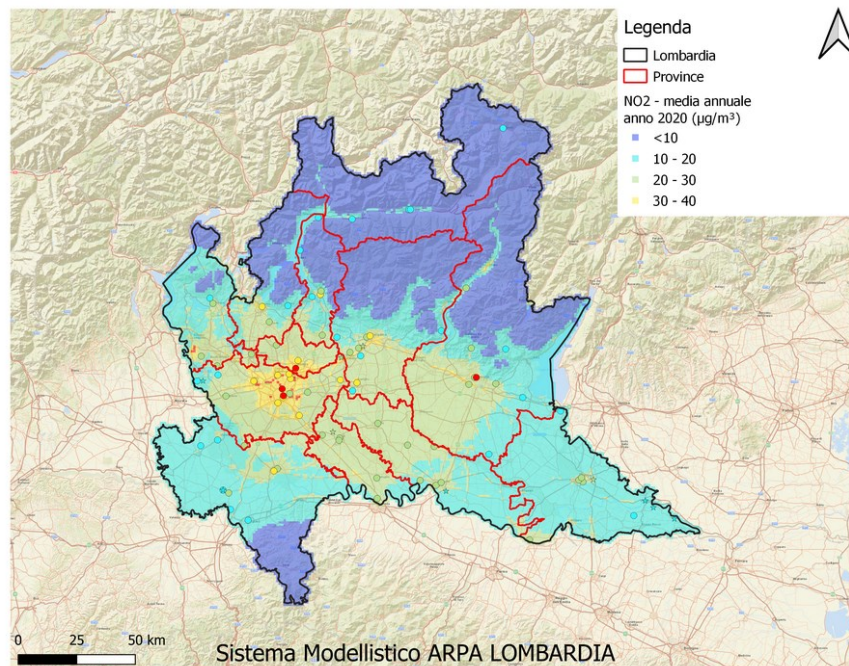 Legenda
Lombardia
Province
NO2 - media annuale
anno 2020 (µg/m³)
<10
10 - 20
20 - 30
30 - 40
0 25 50 km
Sistema Modellistico ARPA LOMBARDIA